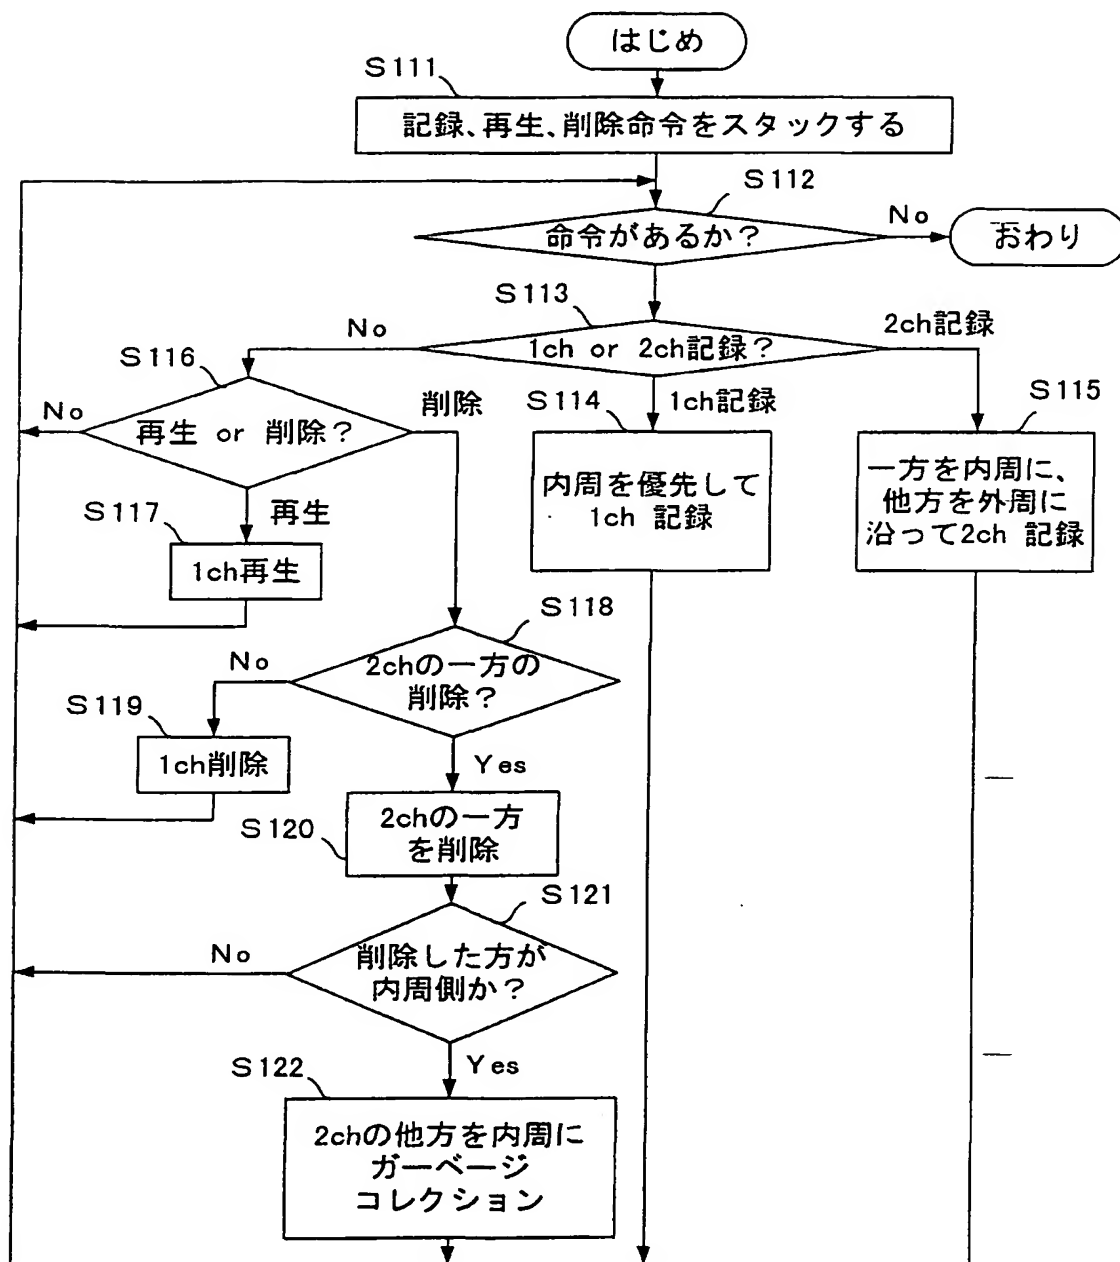 はじめ
S111
記録、再生、削除命令をスタックする
S112
命令があるか?
No
おわり
S113
No
1ch or 2ch記録?
2ch記録
S116
No
再生 or 削除?
削除
S114
1ch記録
S115
内周を優先して
1ch 記録
一方を内周に、
他方を外周に
沿って2ch 記録
S117
再生
1ch再生
S118
No
2chの一方の
削除?
S119
1ch削除
Yes
S120
2chの一方
を削除
S121
No
削除した方が
内周側か?
Yes
S122
2chの他方を内周に
ガーベージ
コレクション